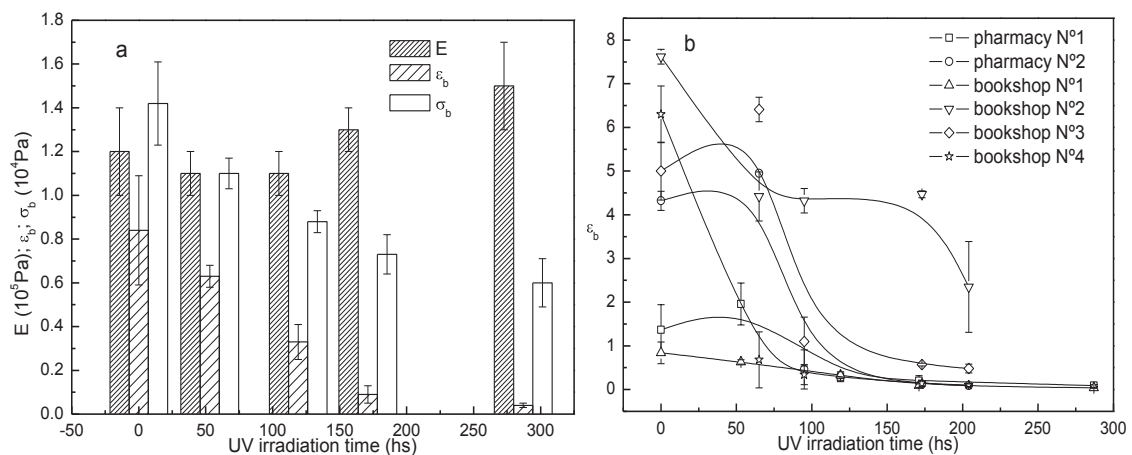 a
E
ε_b
σ_b
E (10⁵Pa); ε_b; σ_b (10⁴Pa)
1.8
1.6
1.4
1.2
1.0
0.8
0.6
0.4
0.2
0.0
-50 0 50 100 150 200 250 300
UV irradiation time (hs)
b
pharmacy Nº1
pharmacy Nº2
bookshop Nº1
bookshop Nº2
bookshop Nº3
bookshop Nº4
ε_b
8
7
6
5
4
3
2
1
0
0 50 100 150 200 250 300
UV irradiation time (hs)